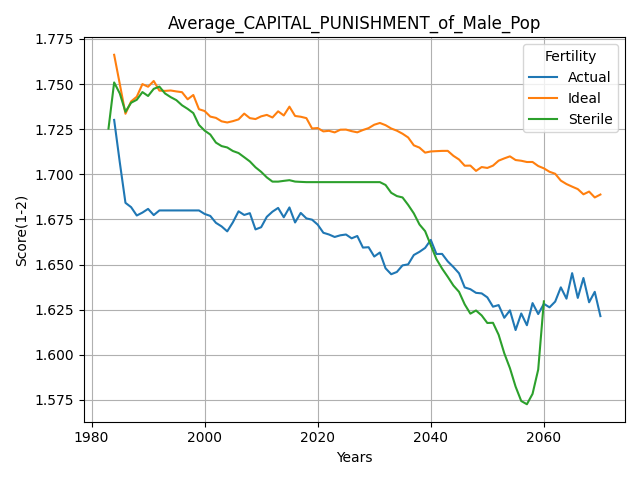 Average_CAPITAL_PUNISHMENT_of_Male_Pop
Fertility
Actual
Ideal
Sterile
Score(1-2)
1.775
1.750
1.725
1.700
1.675
1.650
1.625
1.600
1.575
1980 2000 2020 2040 2060
Years